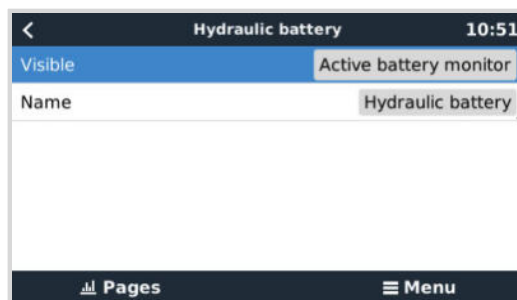 Hydraulic battery 10:51
Visible Active battery monitor
Name Hydraulic battery
Pages Menu